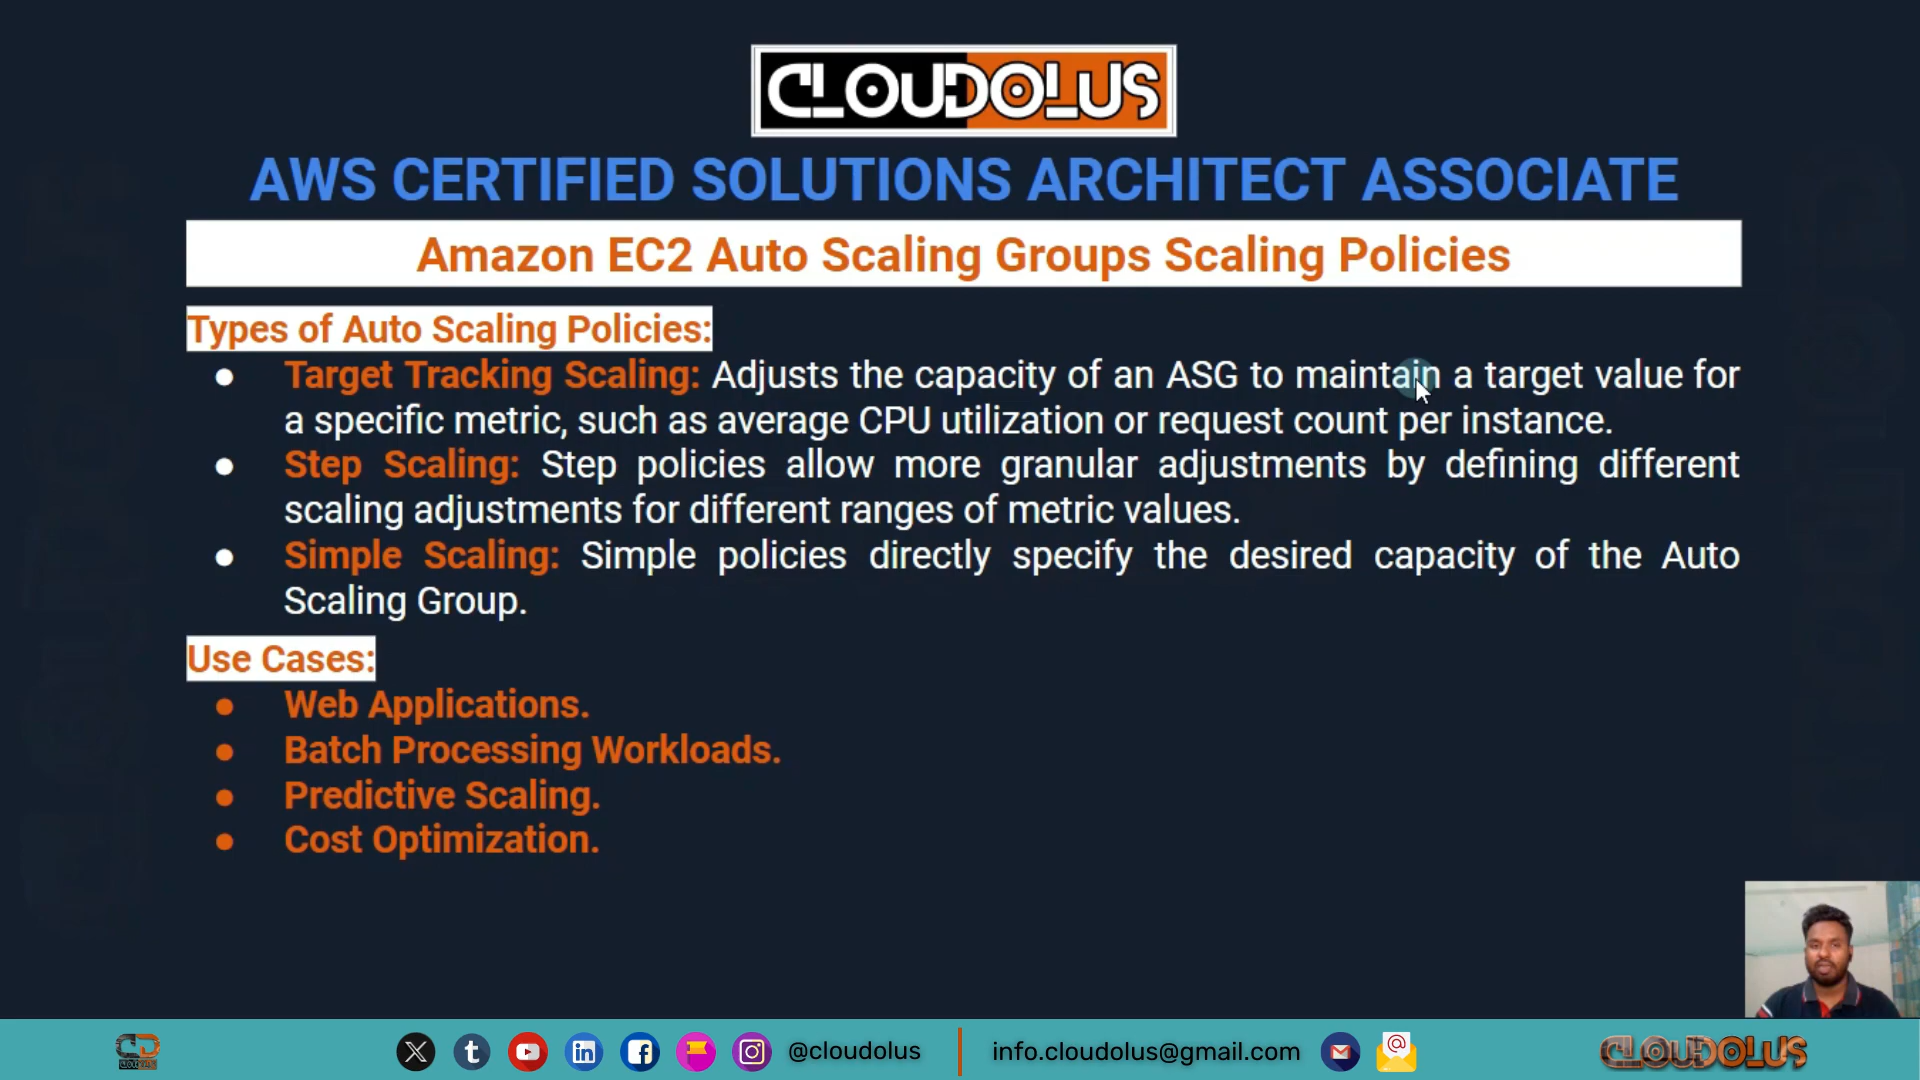 CLOUDOLUS
AWS CERTIFIED SOLUTIONS ARCHITECT ASSOCIATE
Amazon EC2 Auto Scaling Groups Scaling Policies
Types of Auto Scaling Policies:
● Target Tracking Scaling: Adjusts the capacity of an ASG to maintain a target value for
a specific metric, such as average CPU utilization or request count per instance.
● Step Scaling: Step policies allow more granular adjustments by defining different
scaling adjustments for different ranges of metric values.
● Simple Scaling: Simple policies directly specify the desired capacity of the Auto
Scaling Group.
Use Cases:
● Web Applications.
● Batch Processing Workloads.
● Predictive Scaling.
● Cost Optimization.
CLOUDOLUS
@cloudolus
info.cloudolus@gmail.com
CLOUDOLUS